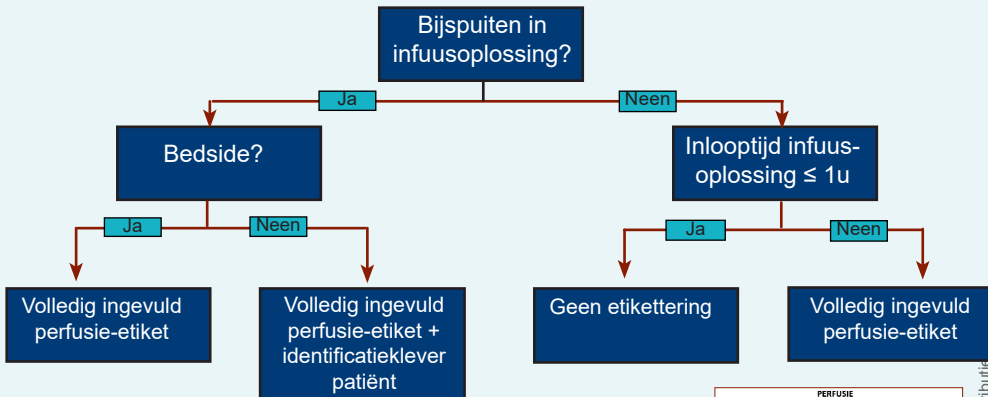 Bijspuiten in
infuusoplossing?
Ja
Neen
Bedside?
Inlooptijd infuus-
oplossing ≤ 1u
Ja
Neen
Ja
Neen
Volledig ingevuld
perfusie-etiket
Volledig ingevuld
perfusie-etiket +
identificatieklever
patiënt
Geen etikettering
Volledig ingevuld
perfusie-etiket
PERFUSIE